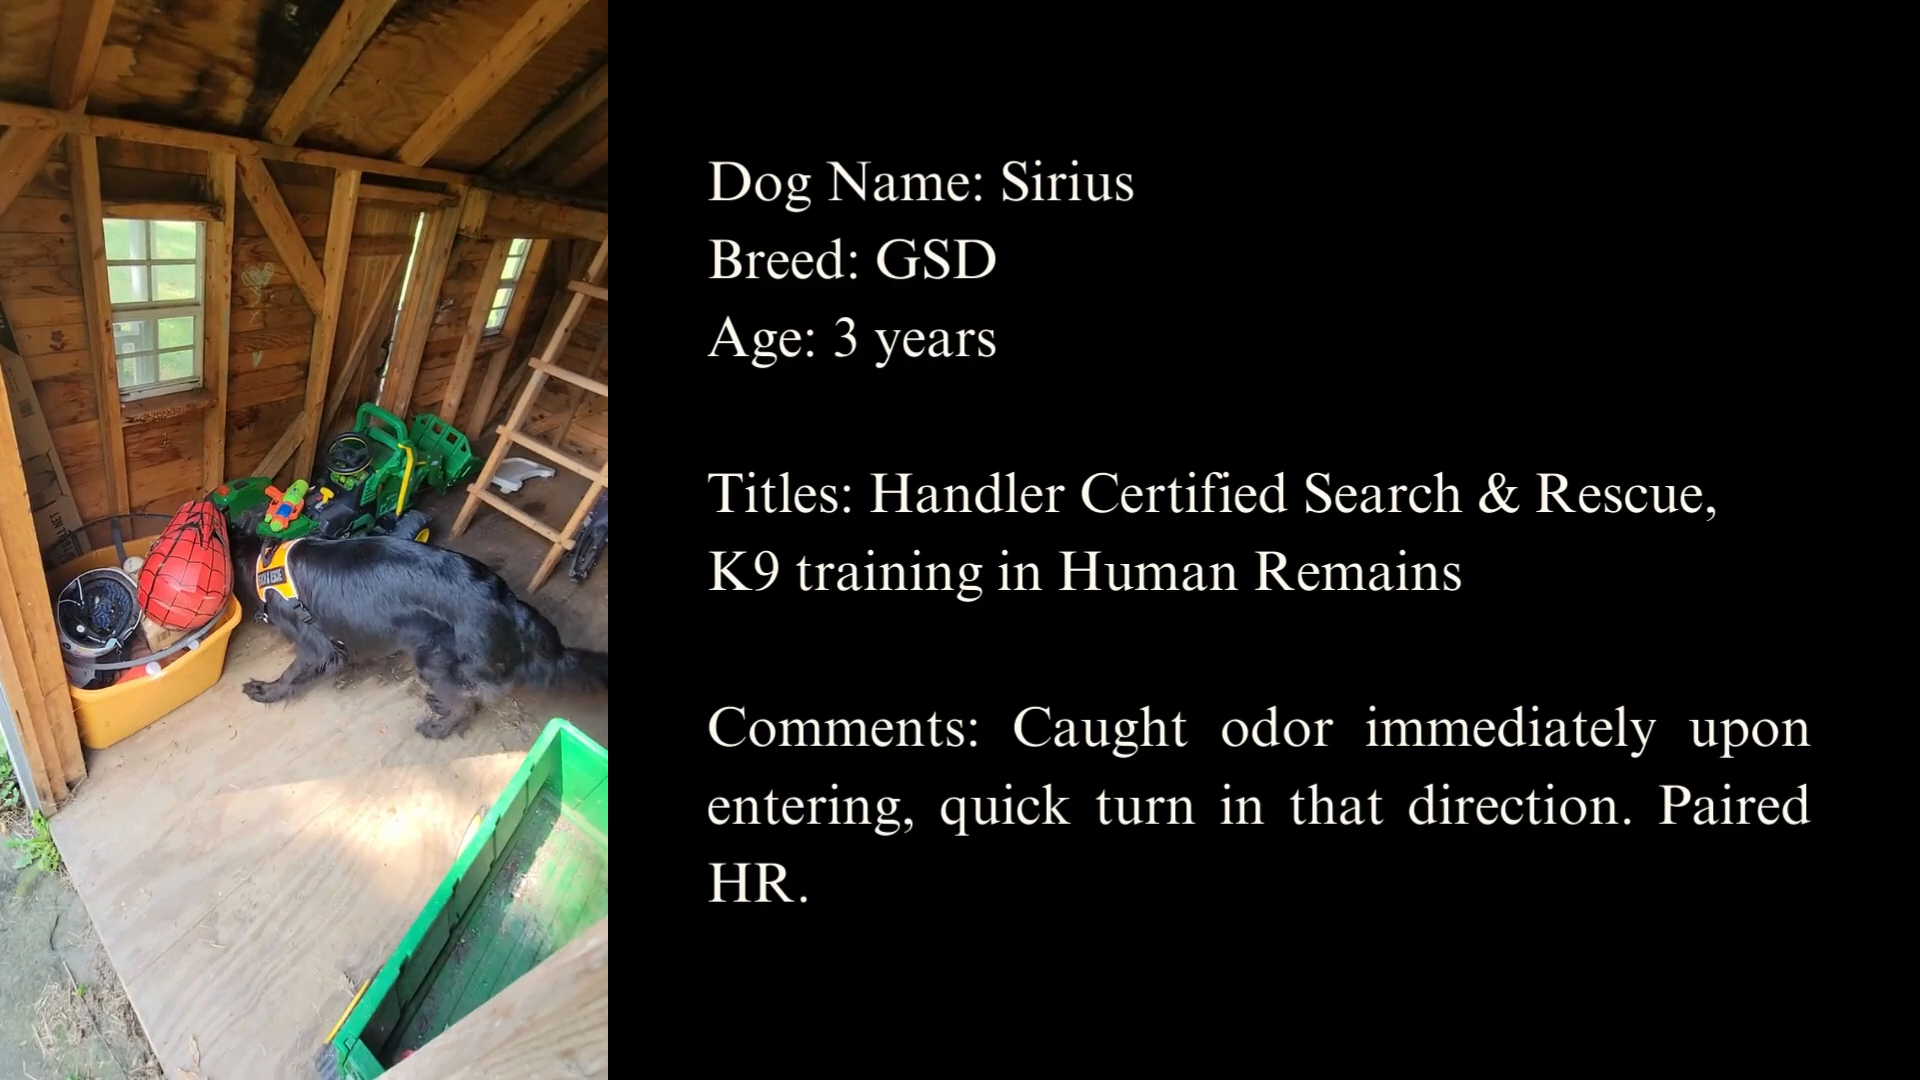 Dog Name: Sirius
Breed: GSD
Age: 3 years
Titles: Handler Certified Search & Rescue,
K9 training in Human Remains
Comments: Caught odor immediately upon
entering, quick turn in that direction. Paired
HR.